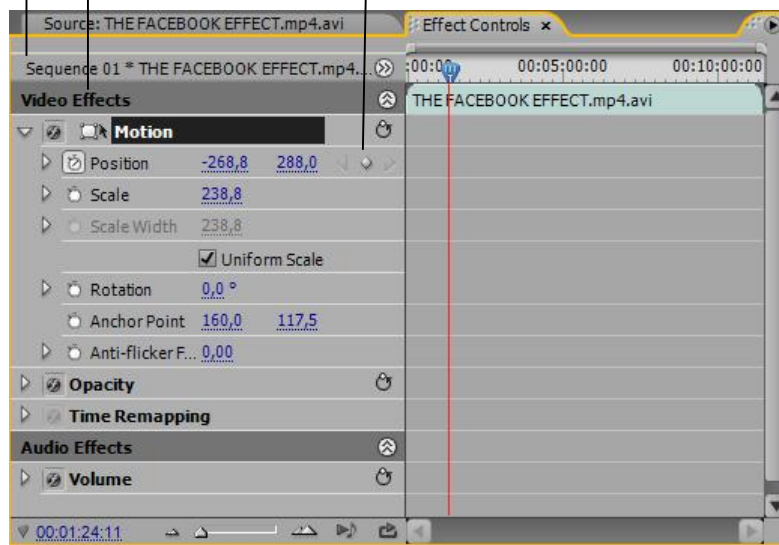 Source: THE FACEBOOK EFFECT.mp4.avi
Effect Controls ×
Sequence 01 * THE FACEBOOK EFFECT.mp4....
:00:00 00:05:00:00 00:10:00:00
Video Effects
THE FACEBOOK EFFECT.mp4.avi
Motion
Position -268,8 288,0
Scale 238,8
Scale Width 238,8
Uniform Scale
Rotation 0,0 °
Anchor Point 160,0 117,5
Anti-flicker F... 0,00
Opacity
Time Remapping
Audio Effects
Volume
00:01:24:11